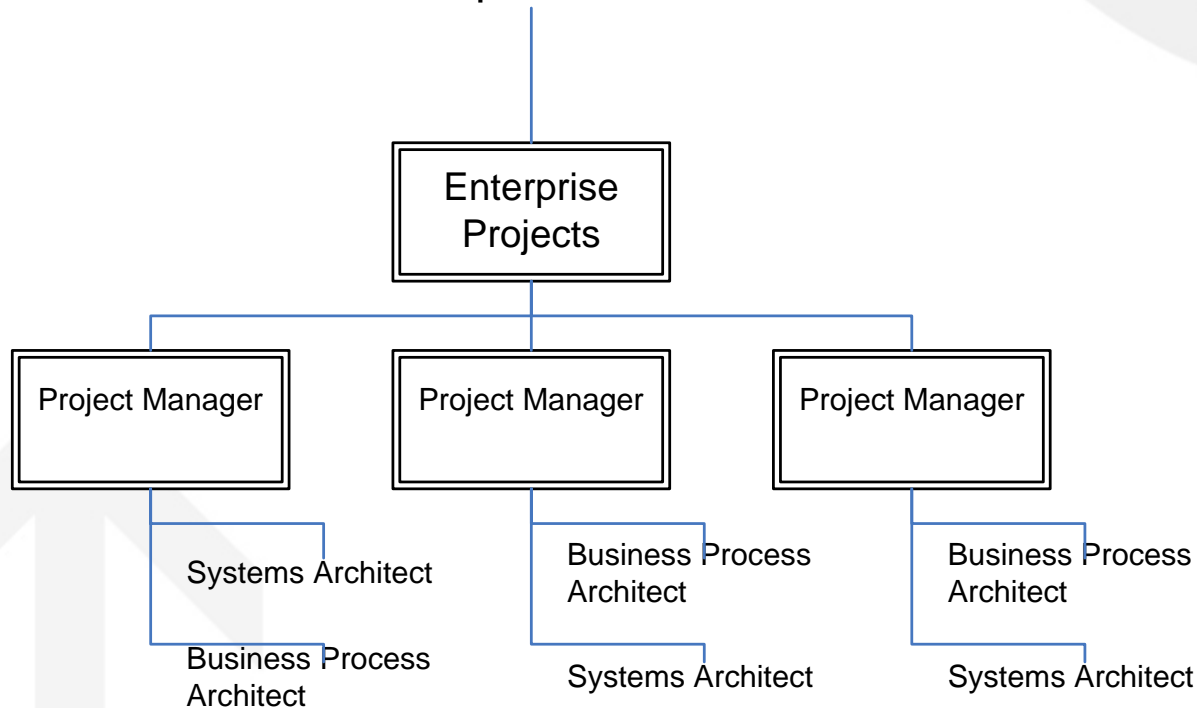 Enterprise
Projects
Project Manager
Project Manager
Project Manager
Systems Architect
Business Process
Architect
Business Process
Architect
Systems Architect
Business Process
Architect
Systems Architect